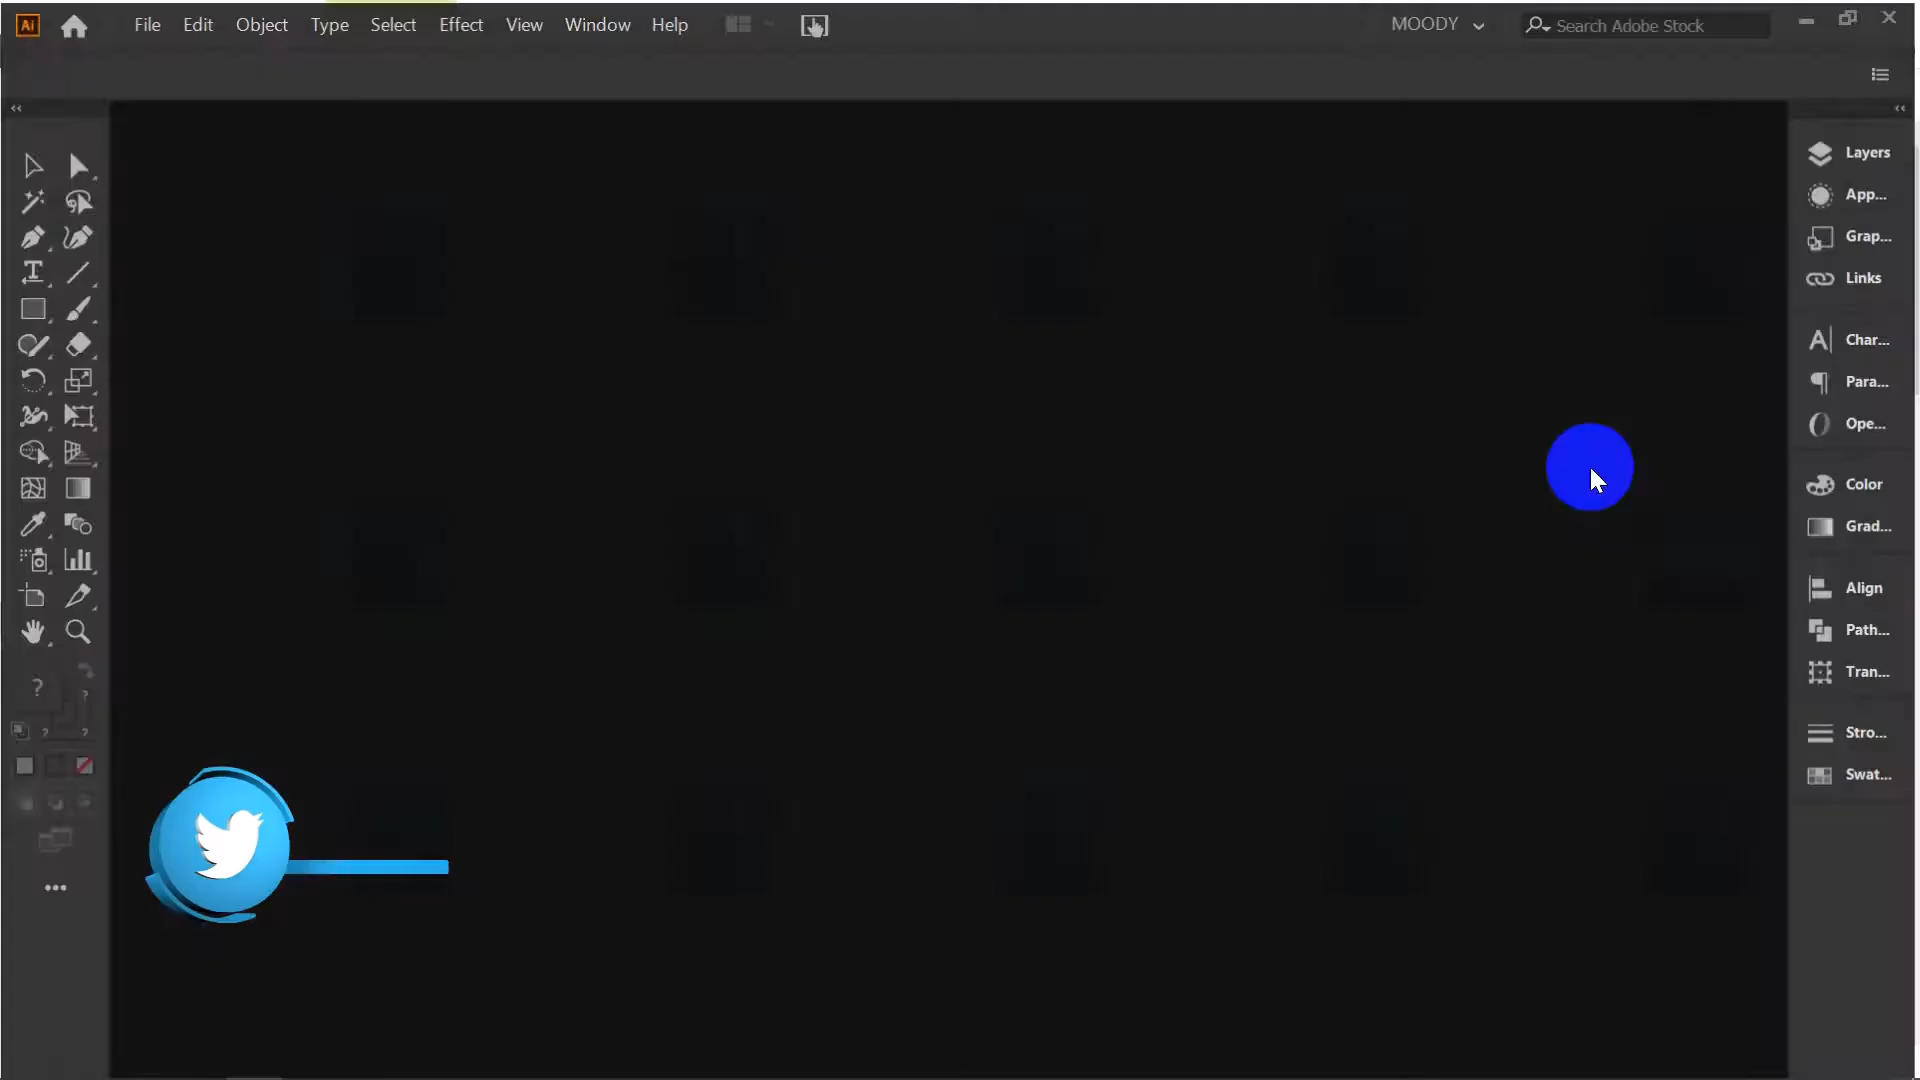 Ai File Edit Object Type Select Effect View Window Help MOODY Search Adobe Stock
Layers
App...
Grap...
Links
Char...
Para...
Ope...
Color
Grad...
Align
Path...
Tran...
Stro...
Swat...